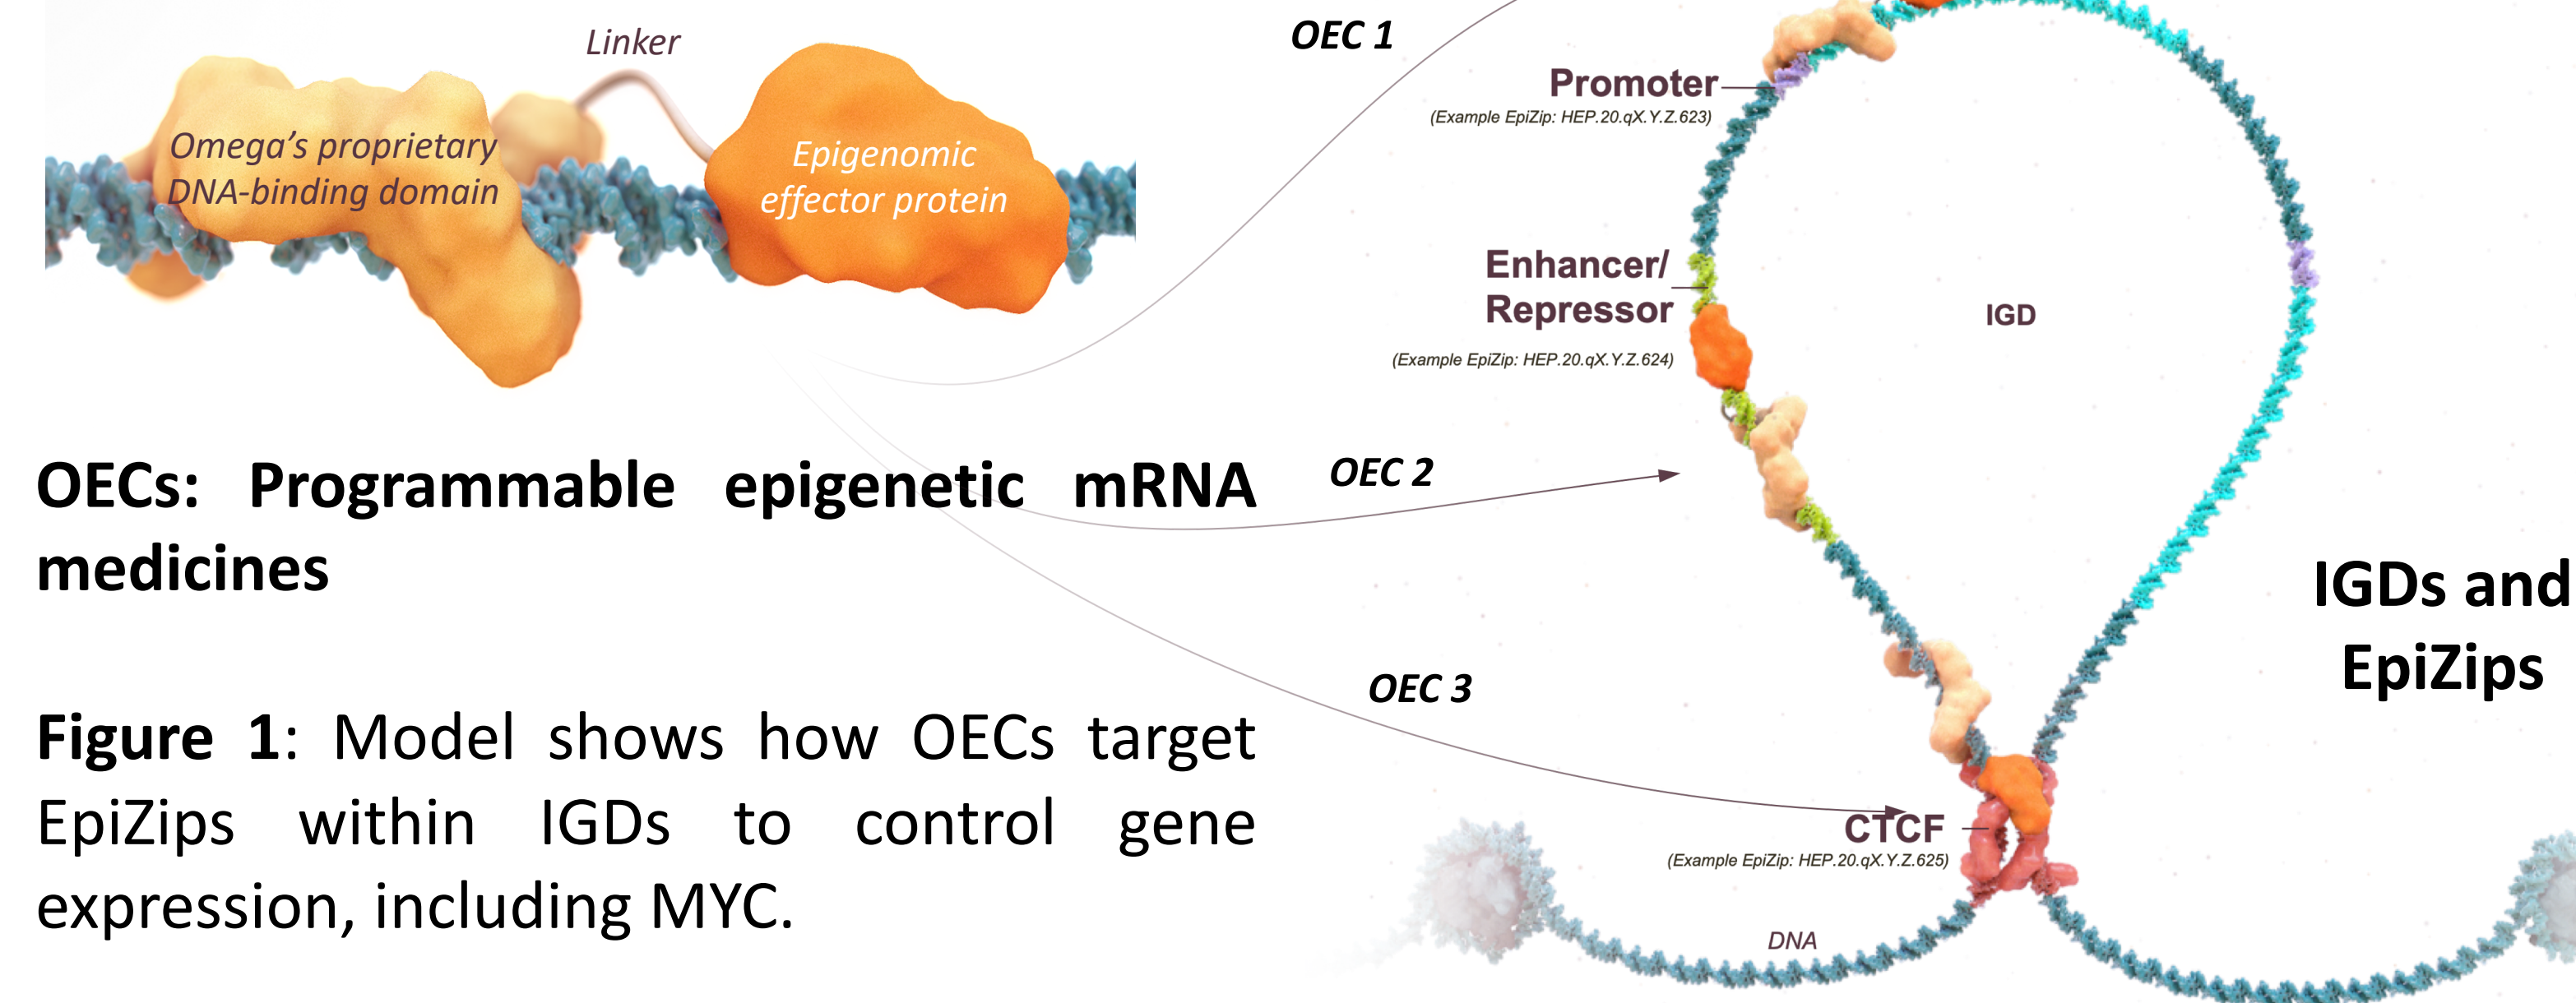 Linker
Omega's proprietary
DNA-binding domain
Epigenomic
effector protein
OECs: Programmable epigenetic mRNA
medicines
Figure 1: Model shows how OECs target
EpiZips within IGDs to control gene
expression, including MYC.
OEC 1
OEC 2
OEC 3
Promoter
(Example EpiZip: HEP.20.qX.Y.Z.623)
Enhancer/
Repressor
(Example EpiZip: HEP.20.qX.Y.Z.624)
IGD
CTCF
(Example EpiZip: HEP.20.qX.Y.Z.625)
DNA
IGDs and
EpiZips